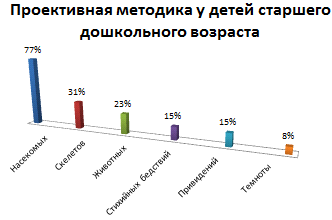 Проективная методика у детей старшего
дошкольного возраста
77%
31%
23%
15%
15%
8%
Насекомых
Скелетов
Животных
Стихийных бедствий
Привидений
Темноты